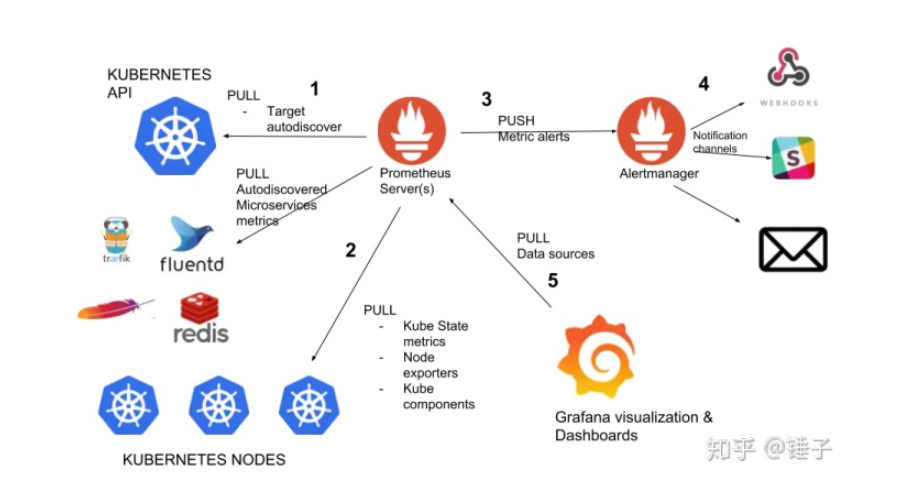 KUBERNETES
API
1
PULL
- Target
autodiscover
3
PUSH
Metric alerts
4
WEBHOOKS
Notification
channels
S
Prometheus
Server(s)
Alertmanager
PULL
Autodiscovered
Microservices
metrics
træfik
fluentd
redis
2
PULL
Data sources
5
PULL
- Kube State
metrics
- Node
exporters
- Kube
components
KUBERNETES NODES
Grafana visualization &
Dashboards
知乎 @锤子